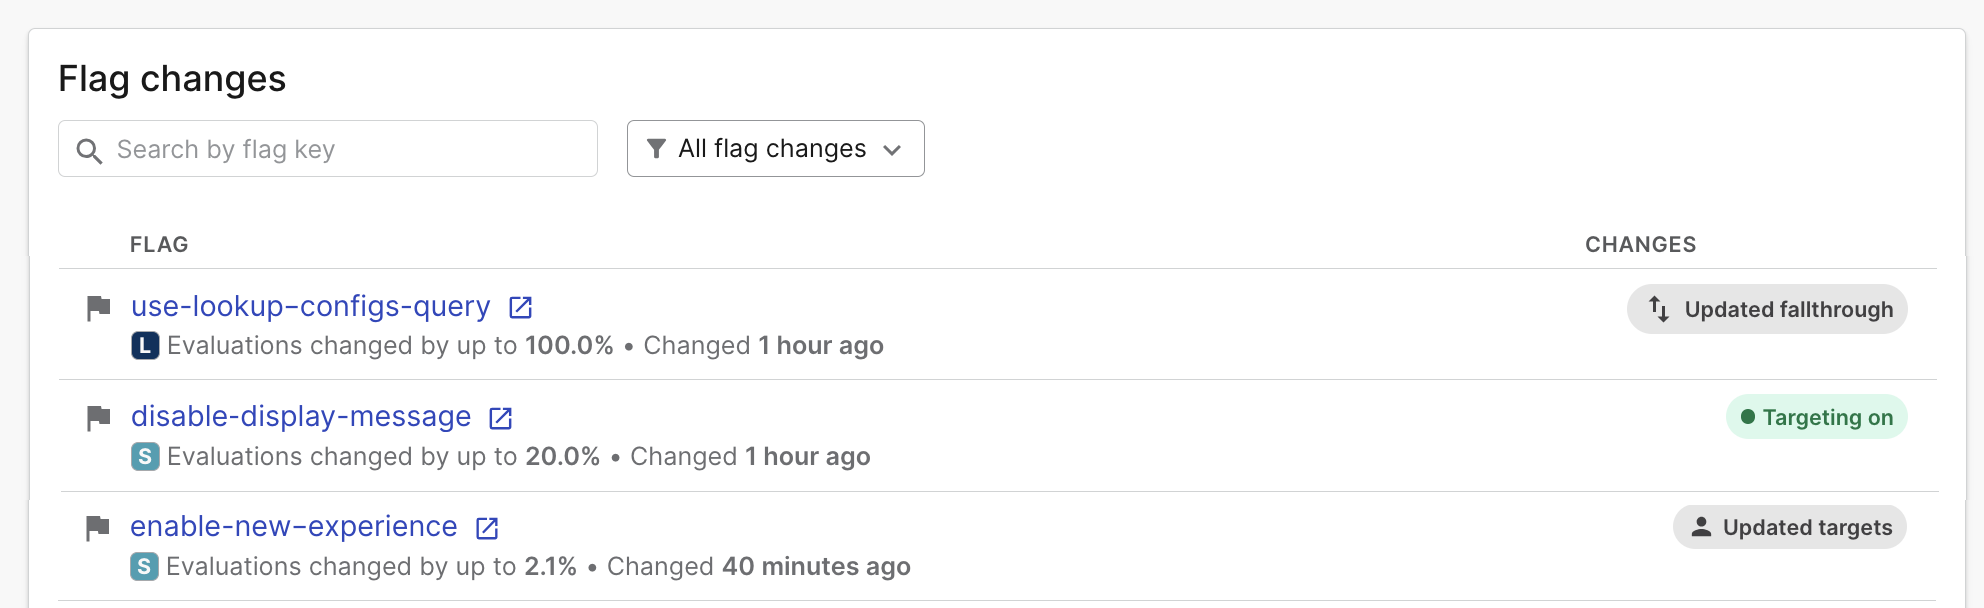 Flag changes
Search by flag key
All flag changes
FLAG CHANGES
use-lookup-configs-query Updated fallthrough
L Evaluations changed by up to 100.0% • Changed 1 hour ago
disable-display-message Targeting on
S Evaluations changed by up to 20.0% • Changed 1 hour ago
enable-new-experience Updated targets
S Evaluations changed by up to 2.1% • Changed 40 minutes ago